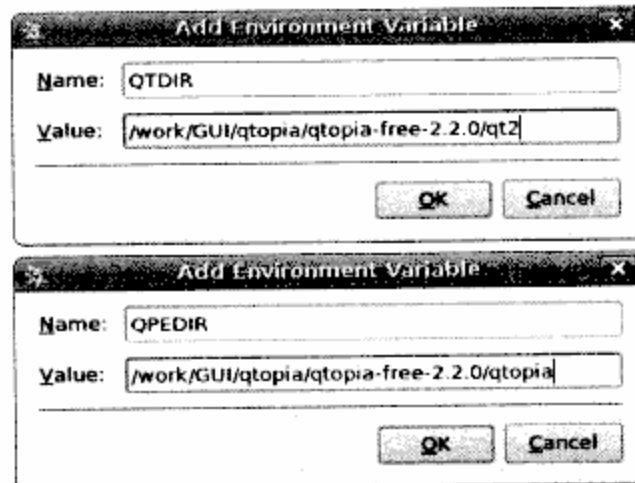 Add Environment Variable
Name: QTDIR
Value: /work/GUI/qtopia/qtopia-free-2.2.0/qt2
OK Cancel
Add Environment Variable
Name: QPEDIR
Value: /work/GUI/qtopia/qtopia-free-2.2.0/qtopia
OK Cancel